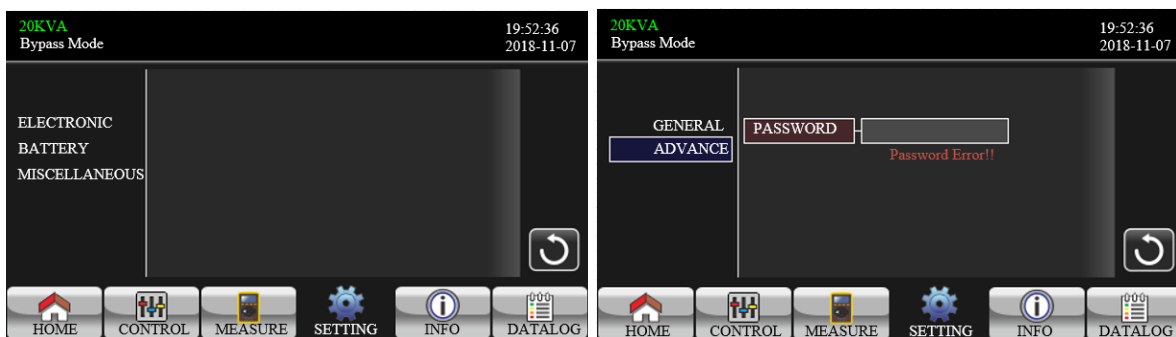 20KVA
Bypass Mode
19:52:36
2018-11-07
ELECTRONIC
BATTERY
MISCELLANEOUS
HOME
CONTROL
MEASURE
SETTING
INFO
DATALOG
20KVA
Bypass Mode
19:52:36
2018-11-07
GENERAL
PASSWORD
ADVANCE
Password Error!!
HOME
CONTROL
MEASURE
SETTING
INFO
DATALOG